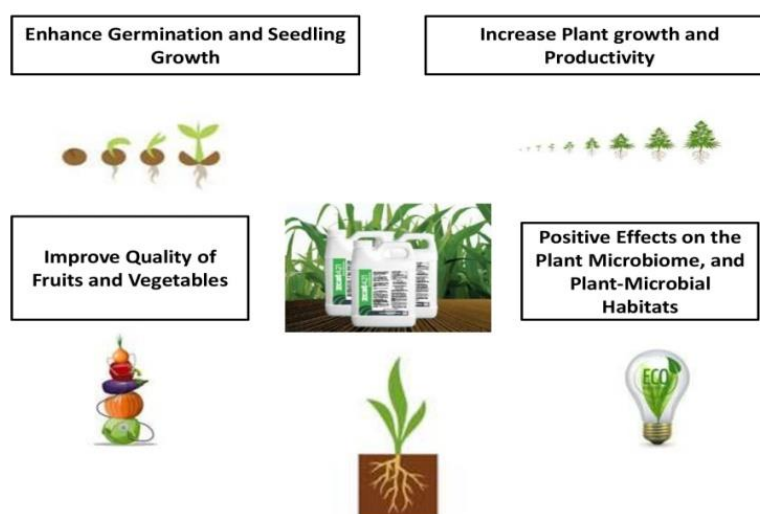 Enhance Germination and Seedling
Growth
Increase Plant growth and
Productivity
Improve Quality of
Fruits and Vegetables
Positive Effects on the
Plant Microbiome, and
Plant-Microbial
Habitats
ECO